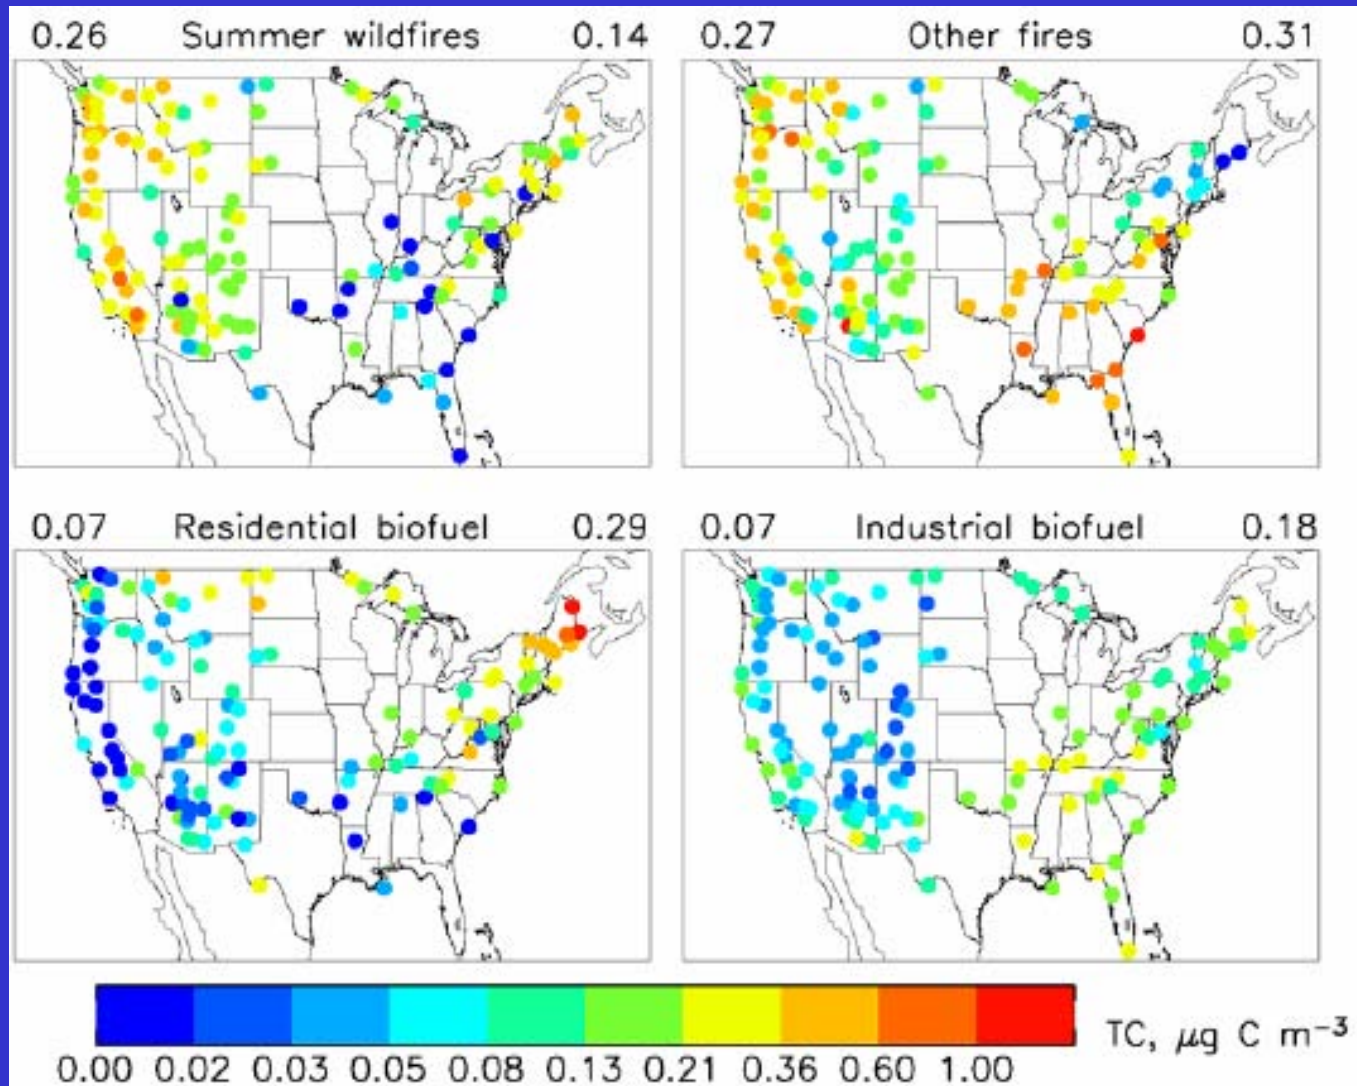 0.26 Summer wildfires 0.14
0.27 Other fires 0.31
0.07 Residential biofuel 0.29
0.07 Industrial biofuel 0.18
0.00 0.02 0.03 0.05 0.08 0.13 0.21 0.36 0.60 1.00
TC, μg C m⁻³